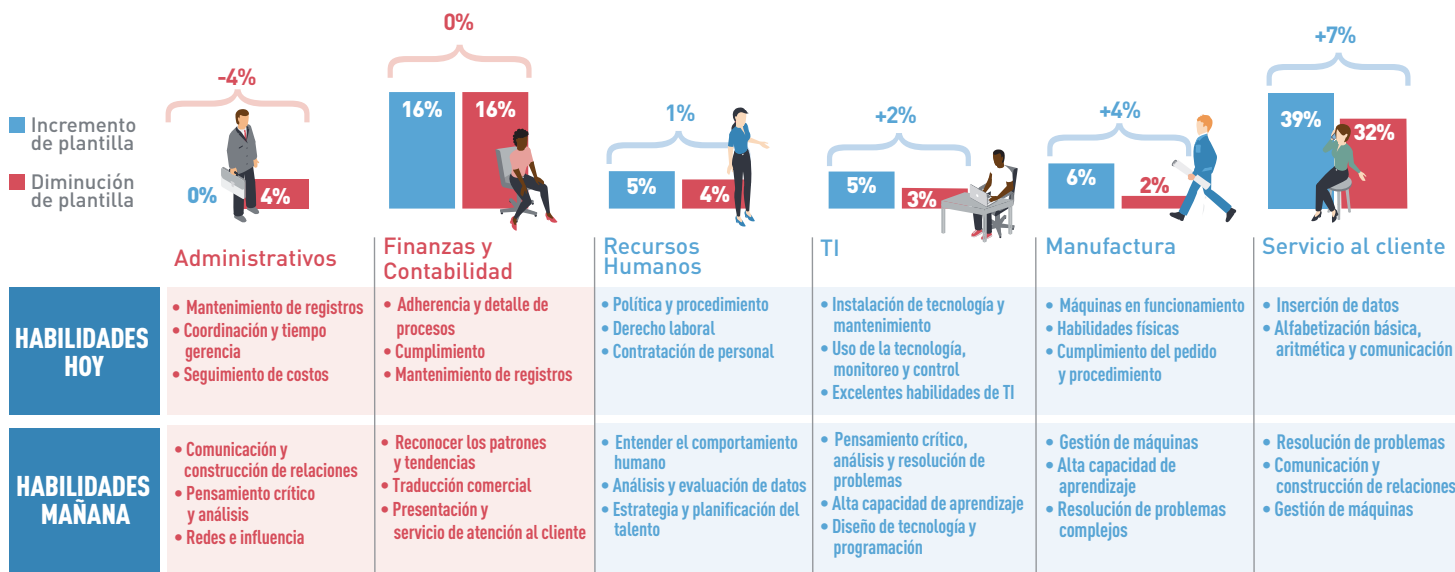 Incremento
de plantilla
Diminución
de plantilla
-4%
0%
4%
0%
16%
16%
1%
5%
4%
+2%
5%
3%
+4%
6%
2%
+7%
39%
32%
Administrativos
Finanzas y
Contabilidad
Recursos
Humanos
TI
Manufactura
Servicio al cliente
HABILIDADES
HOY
• Mantenimiento de registros
• Coordinación y tiempo
gerencia
• Seguimiento de costos
• Adherencia y detalle de
procesos
• Cumplimiento
• Mantenimiento de registros
• Política y procedimiento
• Derecho laboral
• Contratación de personal
• Instalación de tecnología y
mantenimiento
• Uso de la tecnología,
monitoreo y control
• Excelentes habilidades de TI
• Máquinas en funcionamiento
• Habilidades físicas
• Cumplimiento del pedido
y procedimiento
• Inserción de datos
• Alfabetización básica,
aritmética y comunicación
HABILIDADES
MAÑANA
• Comunicación y
construcción de relaciones
• Pensamiento crítico
y análisis
• Redes e influencia
• Reconocer los patrones
y tendencias
• Traducción comercial
• Presentación y
servicio de atención al cliente
• Entender el comportamiento
humano
• Análisis y evaluación de datos
• Estrategia y planificación del
talento
• Pensamiento crítico,
análisis y resolución de
problemas
• Alta capacidad de aprendizaje
• Diseño de tecnología y
programación
• Gestión de máquinas
• Alta capacidad de
aprendizaje
• Resolución de problemas
complejos
• Resolución de problemas
• Comunicación y
construcción de relaciones
• Gestión de máquinas